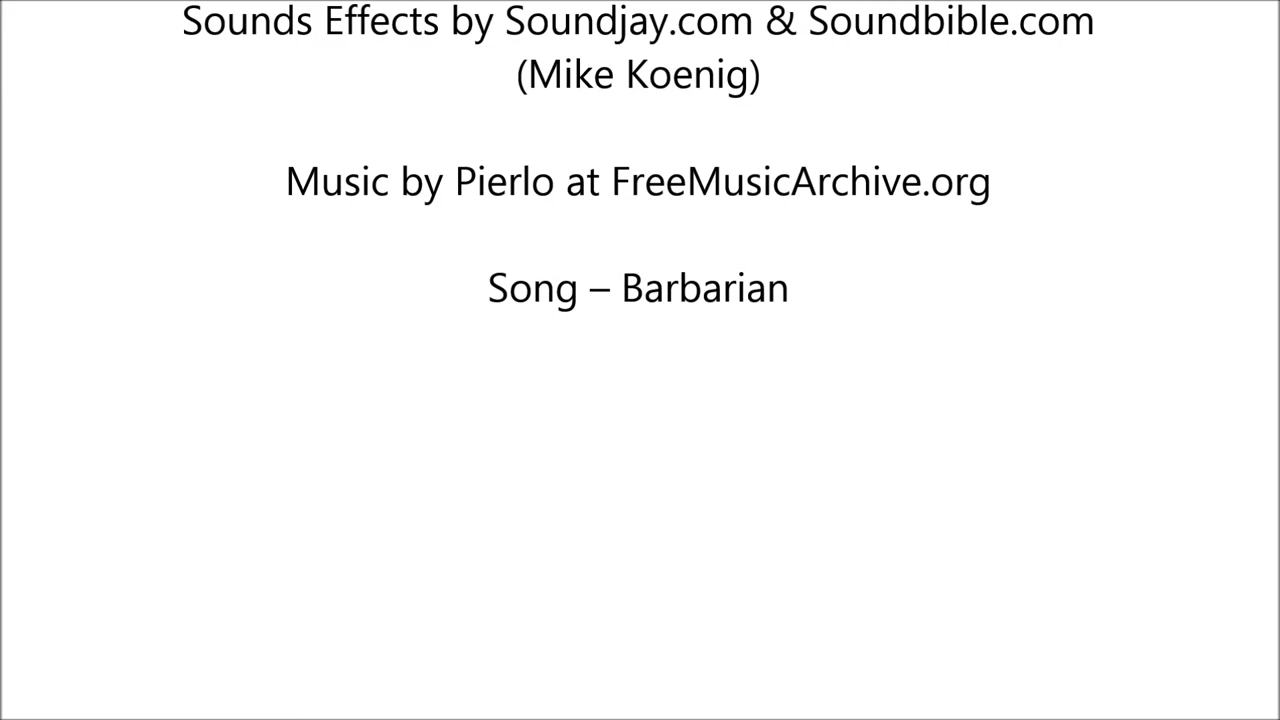 Sounds Effects by Soundjay.com & Soundbible.com
(Mike Koenig)
Music by Pierlo at FreeMusicArchive.org
Song – Barbarian